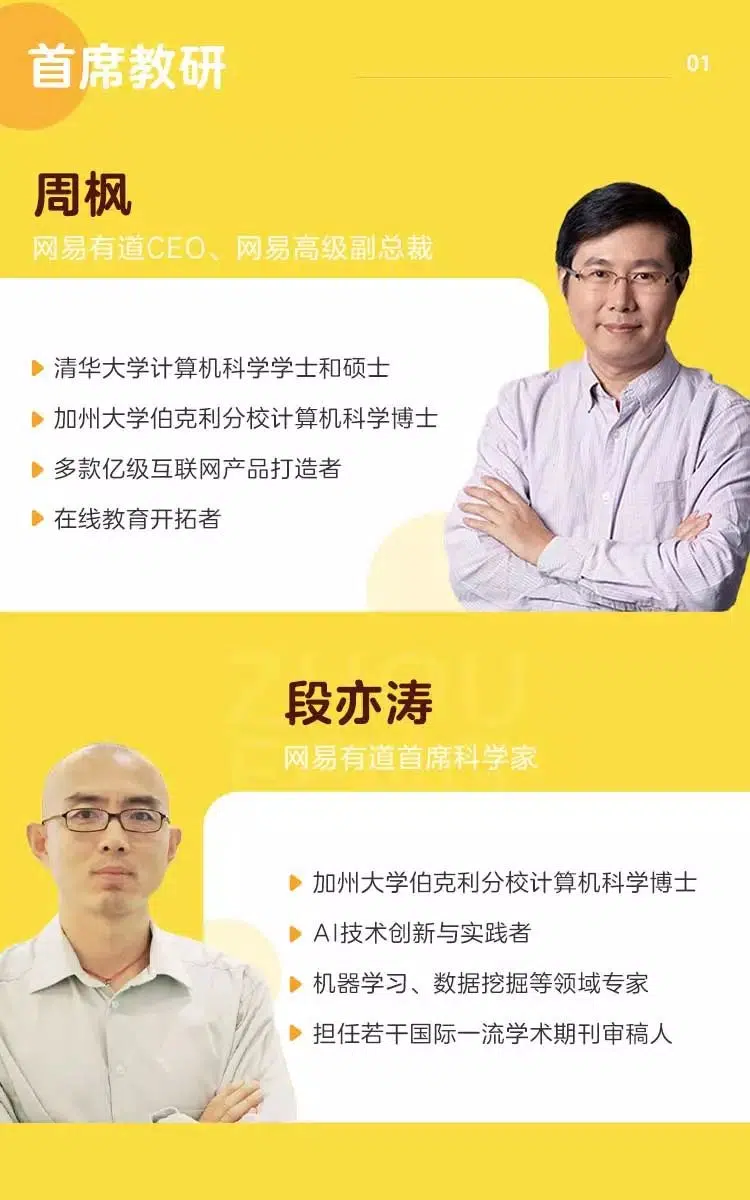 首席教研
01
周枫
网易有道CEO、网易高级副总裁
清华大学计算机科学学士和硕士
加州大学伯克利分校计算机科学博士
多款亿级互联网产品打造者
在线教育开拓者
ZHOU
段亦涛
网易有道首席科学家
加州大学伯克利分校计算机科学博士
AI技术创新与实践者
机器学习、数据挖掘等领域专家
担任若干国际一流学术期刊审稿人